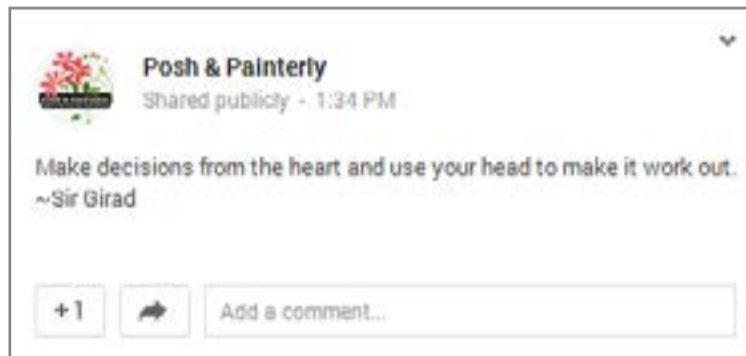 Posh & Painterly
Shared publicly - 1:34 PM
Make decisions from the heart and use your head to make it work out.
~Sir Girad
+1
Add a comment...